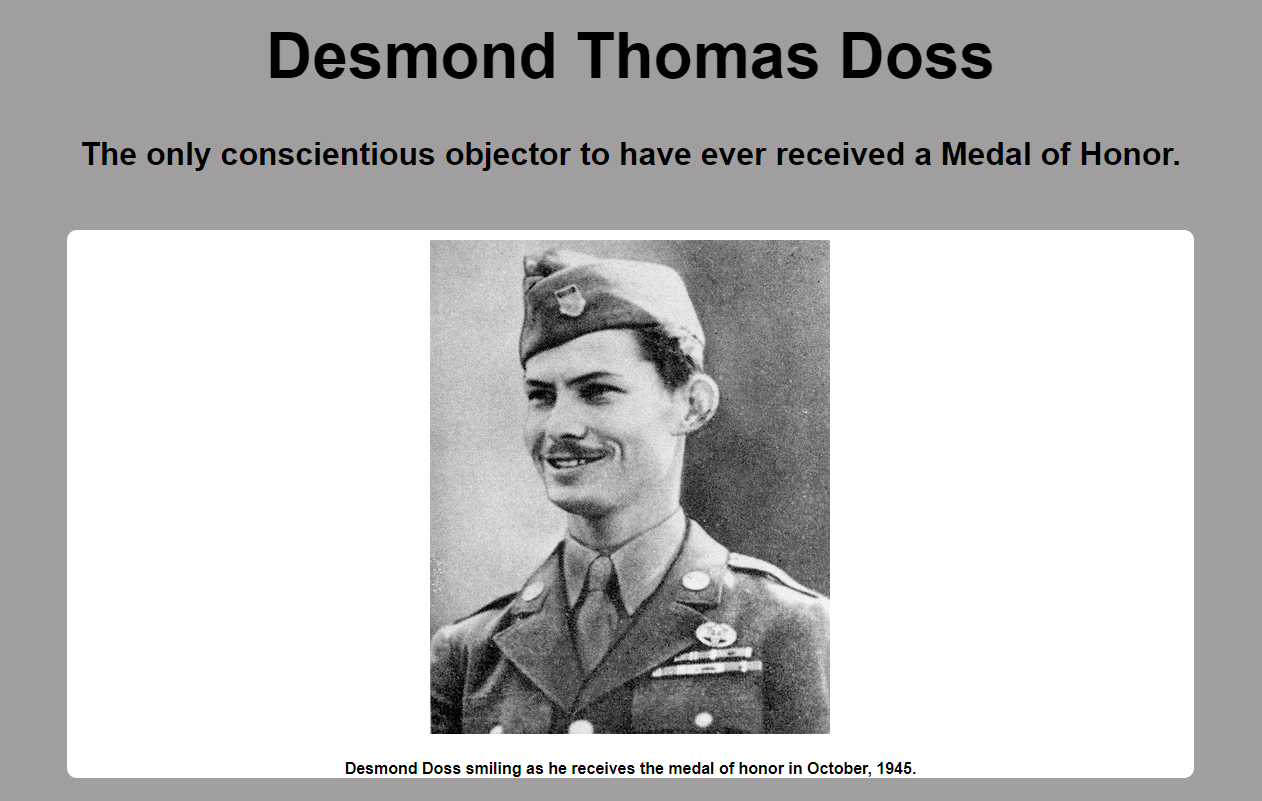 Desmond Thomas Doss
The only conscientious objector to have ever received a Medal of Honor.
Desmond Doss smiling as he receives the medal of honor in October, 1945.